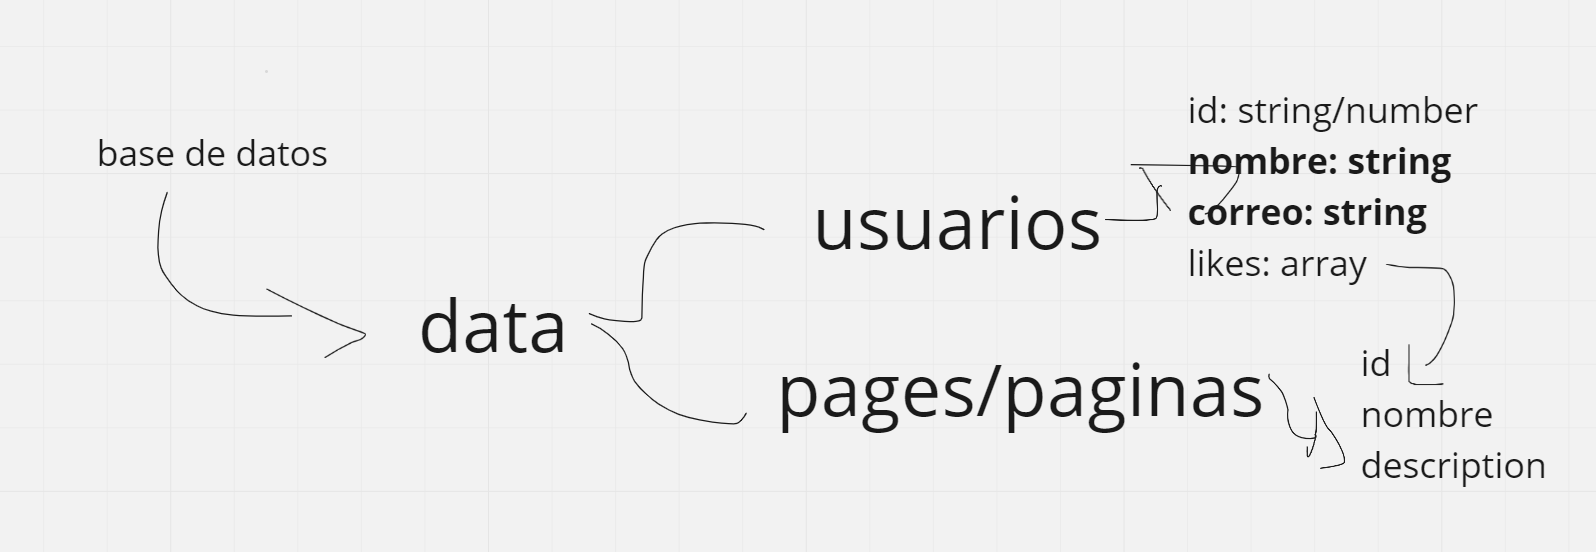 base de datos
data
usuarios
id: string/number
nombre: string
correo: string
likes: array
pages/paginas
id
nombre
description